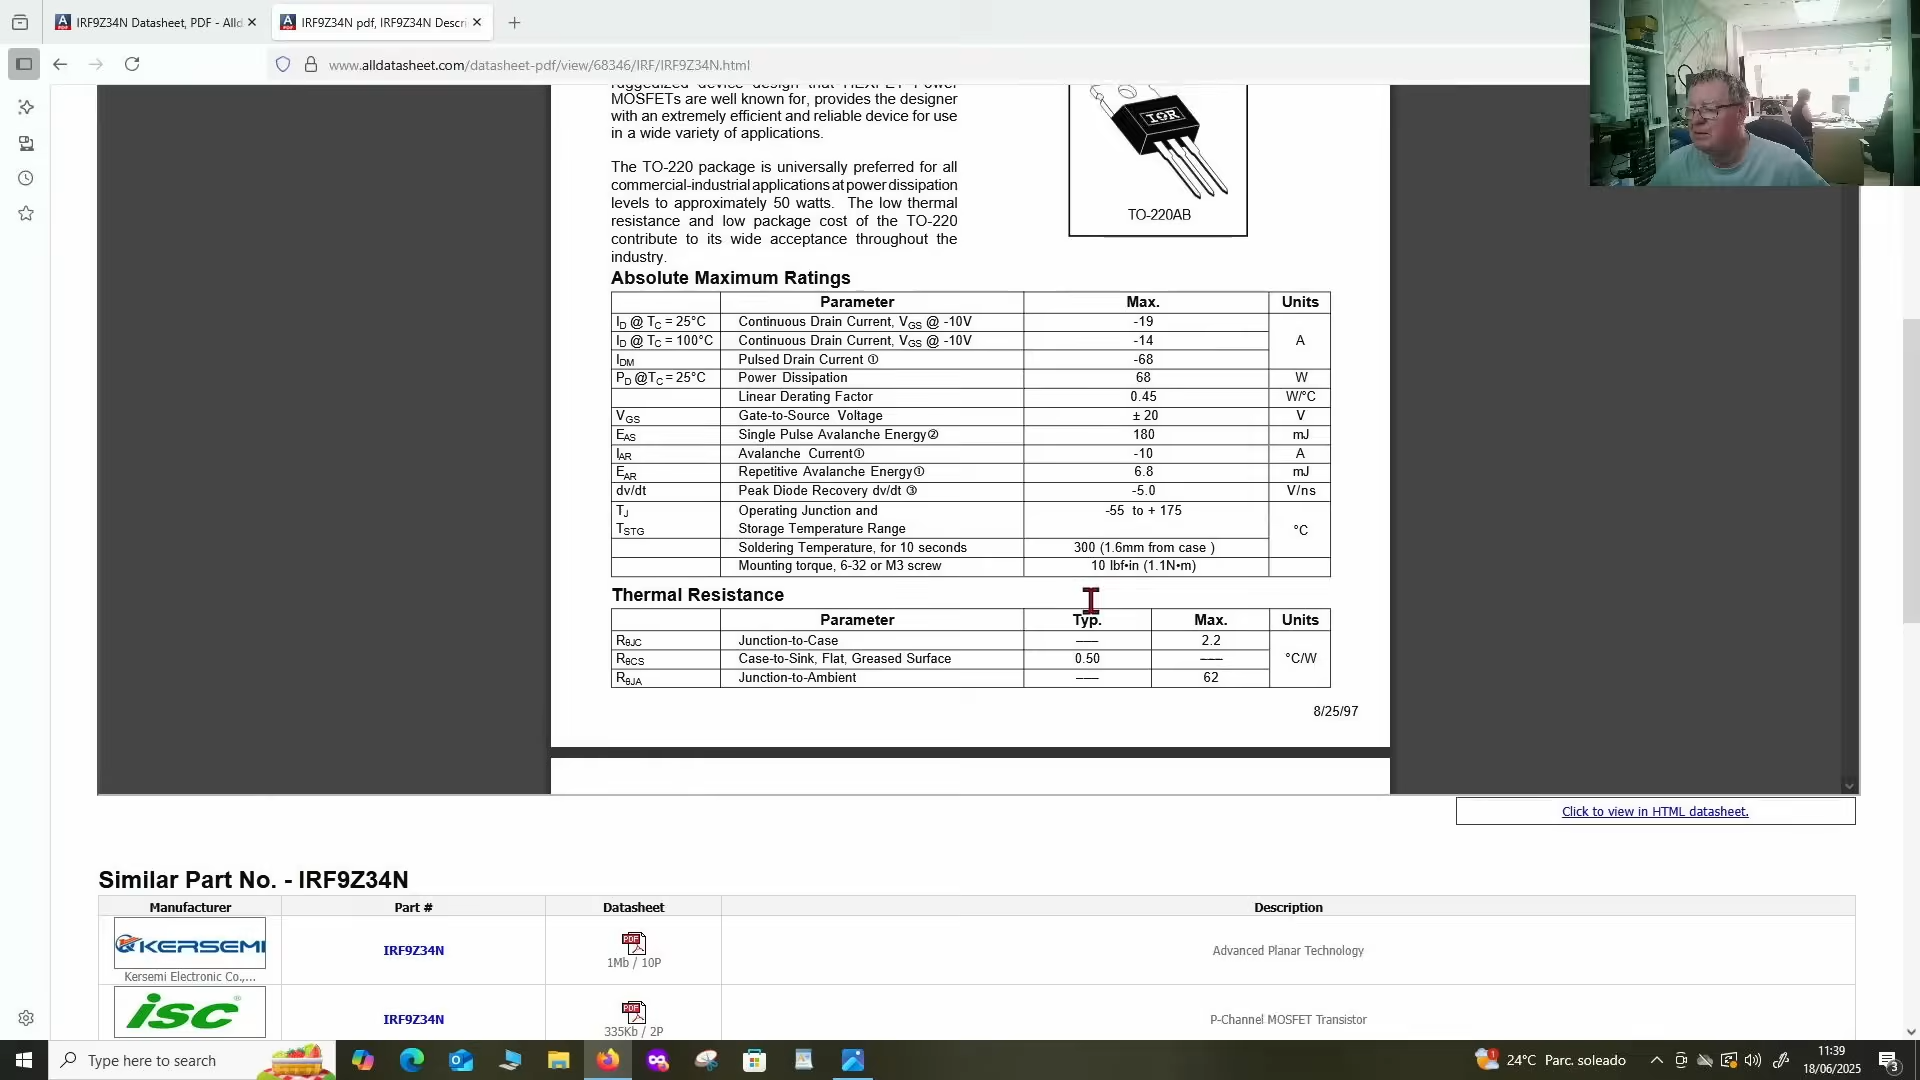 IRF9Z34N Datasheet, PDF - Alld
IRF9Z34N pdf, IRF9Z34N Descri
www.alldatasheet.com/datasheet-pdf/view/68346/IRF/IRF9Z34N.html
ruggedized device design that HEXFET Power
MOSFETs are well known for, provides the designer
with an extremely efficient and reliable device for use
in a wide variety of applications.
The TO-220 package is universally preferred for all
commercial-industrial applications at power dissipation
levels to approximately 50 watts. The low thermal
resistance and low package cost of the TO-220
contribute to its wide acceptance throughout the
industry.
IOR
TO-220AB
Absolute Maximum Ratings
Parameter Max. Units
ID @ TC = 25°C Continuous Drain Current, VGS @ -10V -19
ID @ TC = 100°C Continuous Drain Current, VGS @ -10V -14 A
IDM Pulsed Drain Current ① -68
PD @TC = 25°C Power Dissipation 68 W
Linear Derating Factor 0.45 W/°C
VGS Gate-to-Source Voltage ± 20 V
EAS Single Pulse Avalanche Energy② 180 mJ
IAR Avalanche Current① -10 A
EAR Repetitive Avalanche Energy① 6.8 mJ
dv/dt Peak Diode Recovery dv/dt ③ -5.0 V/ns
TJ Operating Junction and -55 to + 175
TSTG Storage Temperature Range °C
Soldering Temperature, for 10 seconds 300 (1.6mm from case )
Mounting torque, 6-32 or M3 screw 10 lbf•in (1.1N•m)
Thermal Resistance
Parameter Typ. Max. Units
RθJC Junction-to-Case –––– 2.2
RθCS Case-to-Sink, Flat, Greased Surface 0.50 –––– °C/W
RθJA Junction-to-Ambient –––– 62
8/25/97
Click to view in HTML datasheet.
Similar Part No. - IRF9Z34N
Manufacturer Part # Datasheet Description
KERSEMI
Kersemi Electronic Co.,...
IRF9Z34N
PDF
1Mb / 10P
Advanced Planar Technology
isc
IRF9Z34N
PDF
335Kb / 2P
P-Channel MOSFET Transistor
Type here to search
1
24°C Parc. soleado
11:39
18/06/2025
3